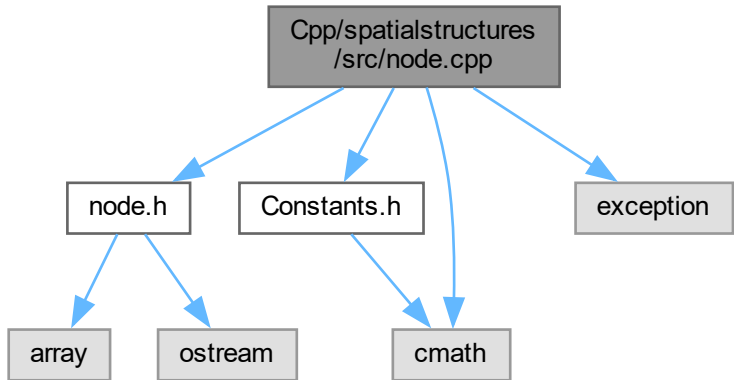 Cpp/spatialstructures
/src/node.cpp
node.h
Constants.h
exception
array
ostream
cmath